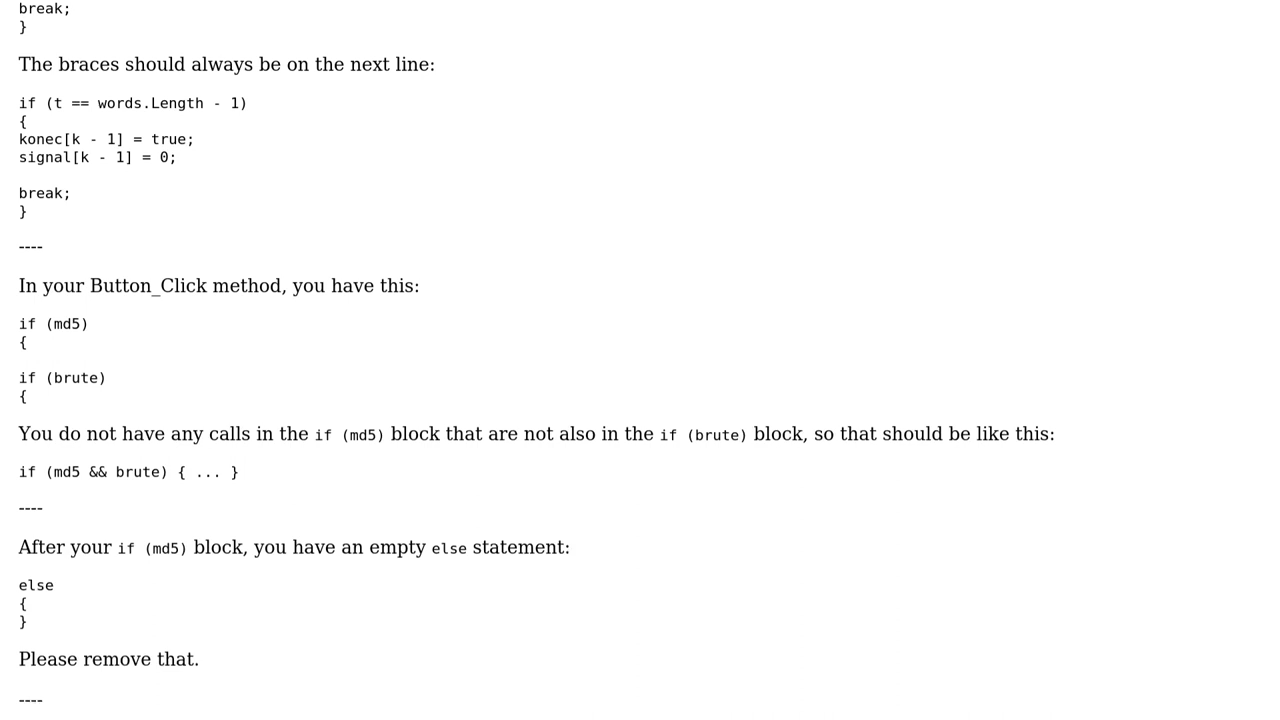 break;
}
The braces should always be on the next line:
if (t == words.Length - 1)
{
konec[k - 1] = true;
signal[k - 1] = 0;
break;
}
----
In your Button_Click method, you have this:
if (md5)
{
if (brute)
{
You do not have any calls in the if (md5) block that are not also in the if (brute) block, so that should be like this:
if (md5 && brute) { ... }
----
After your if (md5) block, you have an empty else statement:
else
{
}
Please remove that.
----